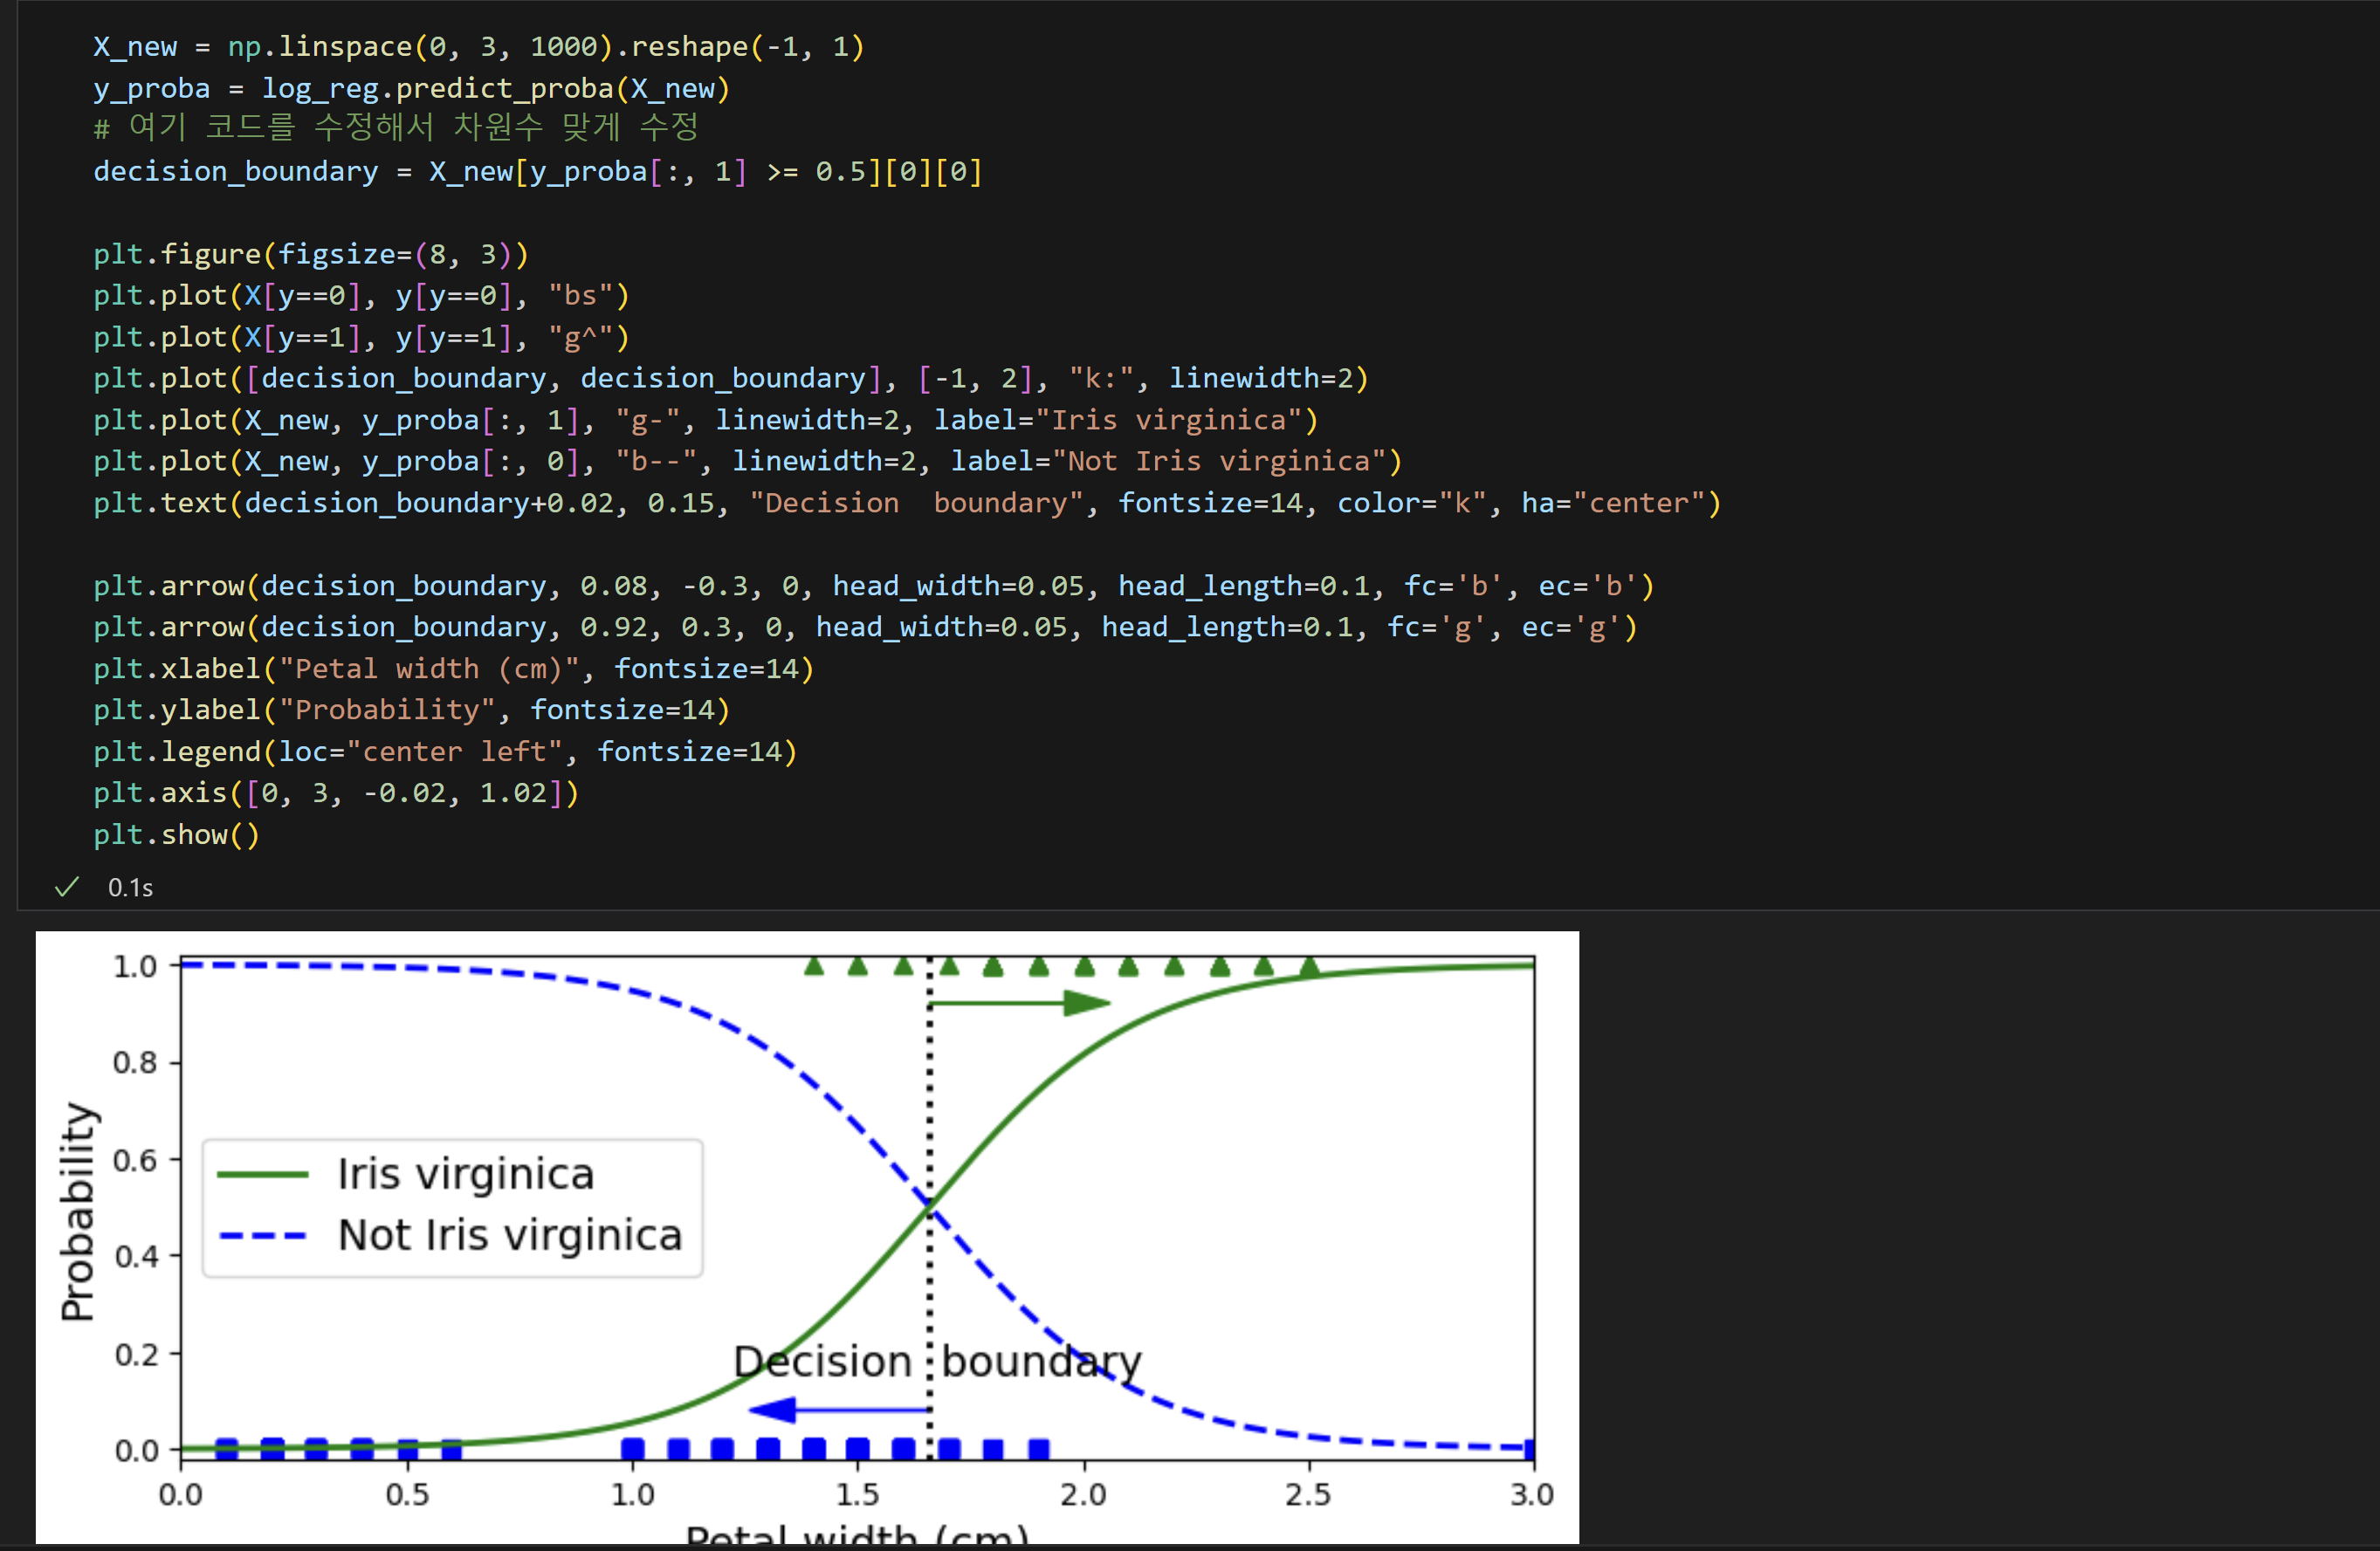 X_new = np.linspace(0, 3, 1000).reshape(-1, 1)
y_proba = log_reg.predict_proba(X_new)
# 여기 코드를 수정해서 차원수 맞게 수정
decision_boundary = X_new[y_proba[:, 1] >= 0.5][0][0]
plt.figure(figsize=(8, 3))
plt.plot(X[y==0], y[y==0], "bs")
plt.plot(X[y==1], y[y==1], "g^")
plt.plot([decision_boundary, decision_boundary], [-1, 2], "k:", linewidth=2)
plt.plot(X_new, y_proba[:, 1], "g-", linewidth=2, label="Iris virginica")
plt.plot(X_new, y_proba[:, 0], "b--", linewidth=2, label="Not Iris virginica")
plt.text(decision_boundary+0.02, 0.15, "Decision  boundary", fontsize=14, color="k", ha="center")
plt.arrow(decision_boundary, 0.08, -0.3, 0, head_width=0.05, head_length=0.1, fc='b', ec='b')
plt.arrow(decision_boundary, 0.92, 0.3, 0, head_width=0.05, head_length=0.1, fc='g', ec='g')
plt.xlabel("Petal width (cm)", fontsize=14)
plt.ylabel("Probability", fontsize=14)
plt.legend(loc="center left", fontsize=14)
plt.axis([0, 3, -0.02, 1.02])
plt.show()
0.1s
1.0
0.8
0.6
0.4
0.2
0.0
Probability
Iris virginica
Not Iris virginica
Decision boundary
0.0 0.5 1.0 1.5 2.0 2.5 3.0
Petal width (cm)